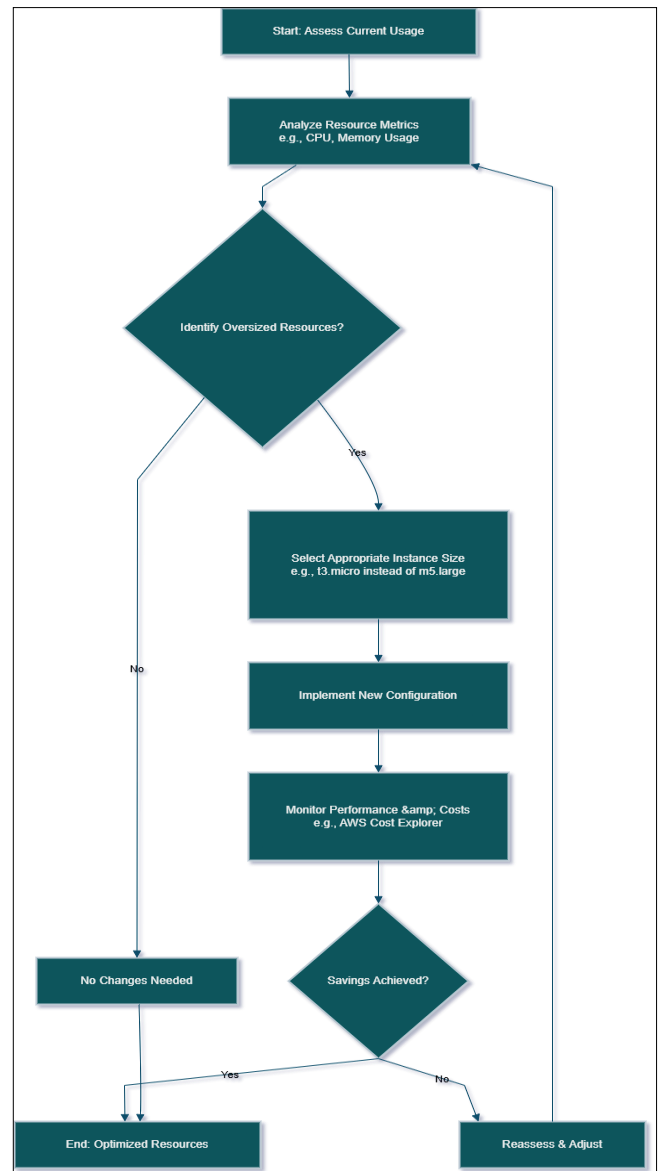 Start: Assess Current Usage
Analyze Resource Metrics
e.g., CPU, Memory Usage
Identify Oversized Resources?
Yes
Select Appropriate Instance Size
e.g., t3.micro instead of m5.large
No
Implement New Configuration
Monitor Performance &amp; Costs
e.g., AWS Cost Explorer
No Changes Needed
Savings Achieved?
Yes
No
End: Optimized Resources
Reassess & Adjust